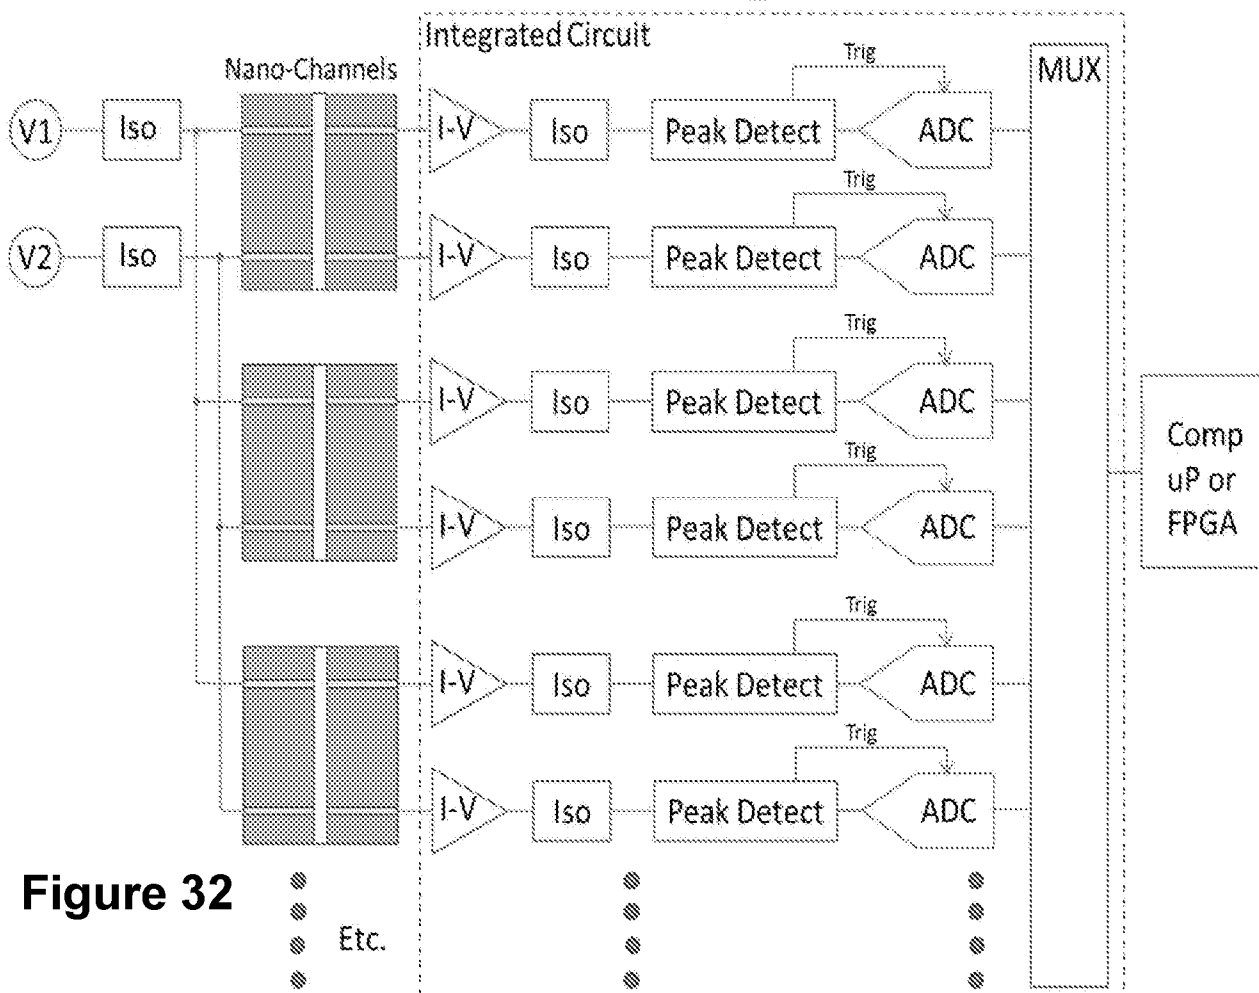 Integrated Circuit
Nano-Channels
Trig
MUX
V1
Iso
I-V
Iso
Peak Detect
ADC
Trig
V2
Iso
I-V
Iso
Peak Detect
ADC
Trig
I-V
Iso
Peak Detect
ADC
Comp
uP or
FPGA
Trig
I-V
Iso
Peak Detect
ADC
Trig
I-V
Iso
Peak Detect
ADC
Trig
I-V
Iso
Peak Detect
ADC
Figure 32
Etc.